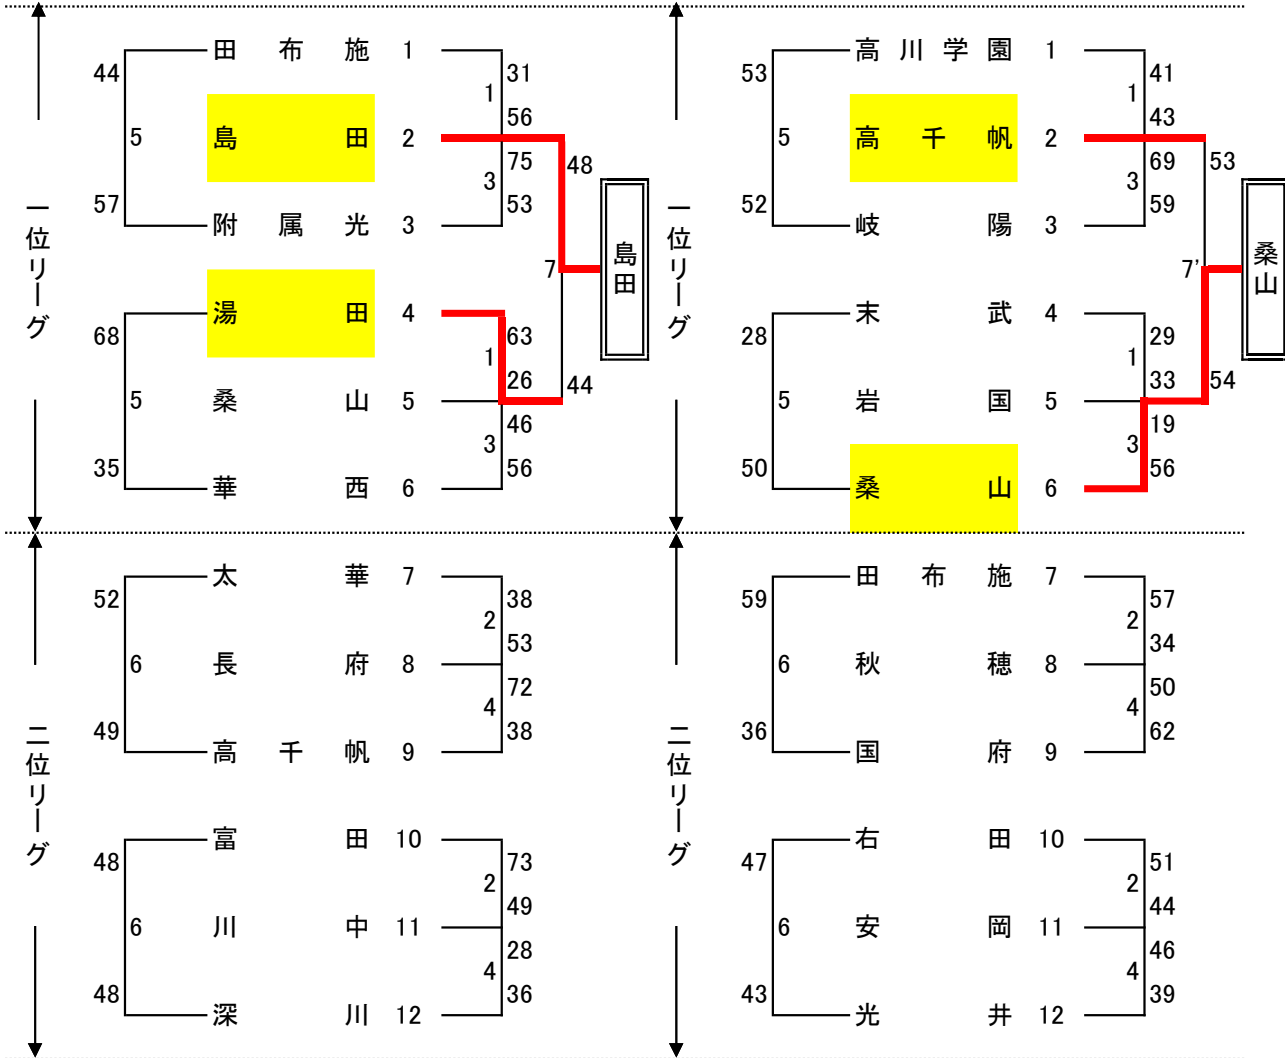 一位リーグ
44 田布施 1 31
1
5 島田 2 56
75 48
3
57 附属光 3 53
7 島田
68 湯田 4 63
1
5 桑山 5 26 44
46
3
35 華西 6 56
一位リーグ
53 高川学園 1 41
1
5 高千帆 2 43
69 53
3
52 岐陽 3 59
7' 桑山
28 末武 4 29
1
5 岩国 5 33 54
19
3
50 桑山 6 56
二位リーグ
52 太華 7 38
2
6 長府 8 53
72
4
49 高千帆 9 38
48 富田 10 73
2
6 川中 11 49
28
4
48 深川 12 36
二位リーグ
59 田布施 7 57
2
6 秋穂 8 34
50
4
36 国府 9 62
47 右田 10 51
2
6 安岡 11 44
46
4
43 光井 12 39